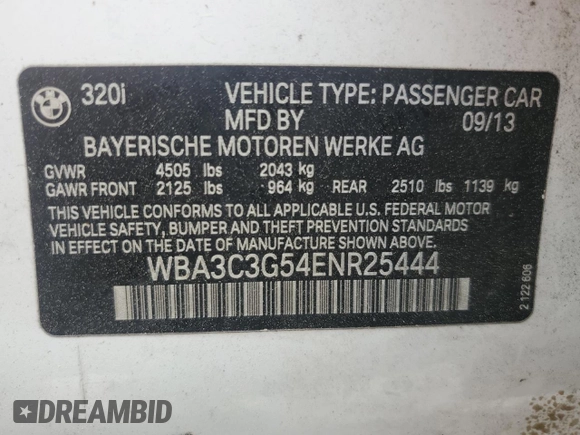 BMW
320i VEHICLE TYPE: PASSENGER CAR
MFD BY 09/13
BAYERISCHE MOTOREN WERKE AG
GVWR 4505 lbs 2043 kg
GAWR FRONT 2125 lbs 964 kg REAR 2510 lbs 1139 kg
THIS VEHICLE CONFORMS TO ALL APPLICABLE U.S. FEDERAL MOTOR
VEHICLE SAFETY, BUMPER AND THEFT PREVENTION STANDARDS
IN EFFECT ON THE DATE OF MANUFACTURE SHOWN ABOVE.
WBA3C3G54ENR25444
2 122 606
DREAMBID